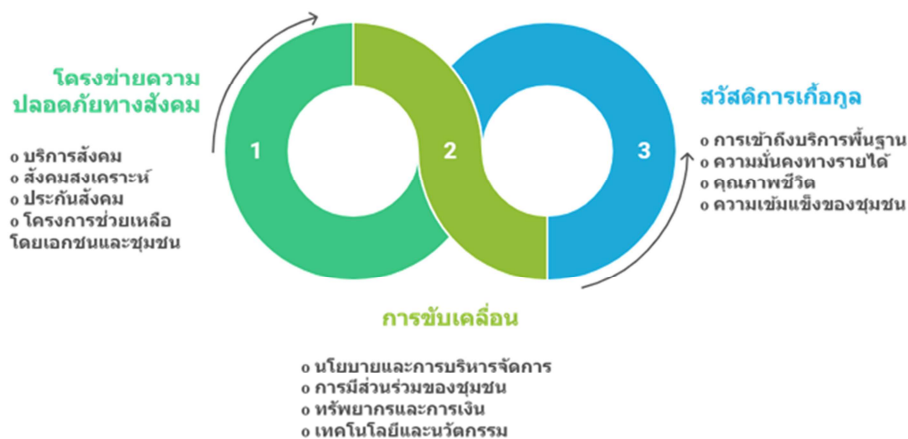 โครงข่ายความ
ปลอดภัยทางสังคม
o บริการสังคม
o สังคมสงเคราะห์
o ประกันสังคม
o โครงการช่วยเหลือ
โดยเอกชนและชุมชน
1
2
3
การขับเคลื่อน
o นโยบายและการบริหารจัดการ
o การมีส่วนร่วมของชุมชน
o ทรัพยากรและการเงิน
o เทคโนโลยีและนวัตกรรม
สวัสดิการเกื้อกูล
o การเข้าถึงบริการพื้นฐาน
o ความมั่นคงทางรายได้
o คุณภาพชีวิต
o ความเข้มแข็งของชุมชน